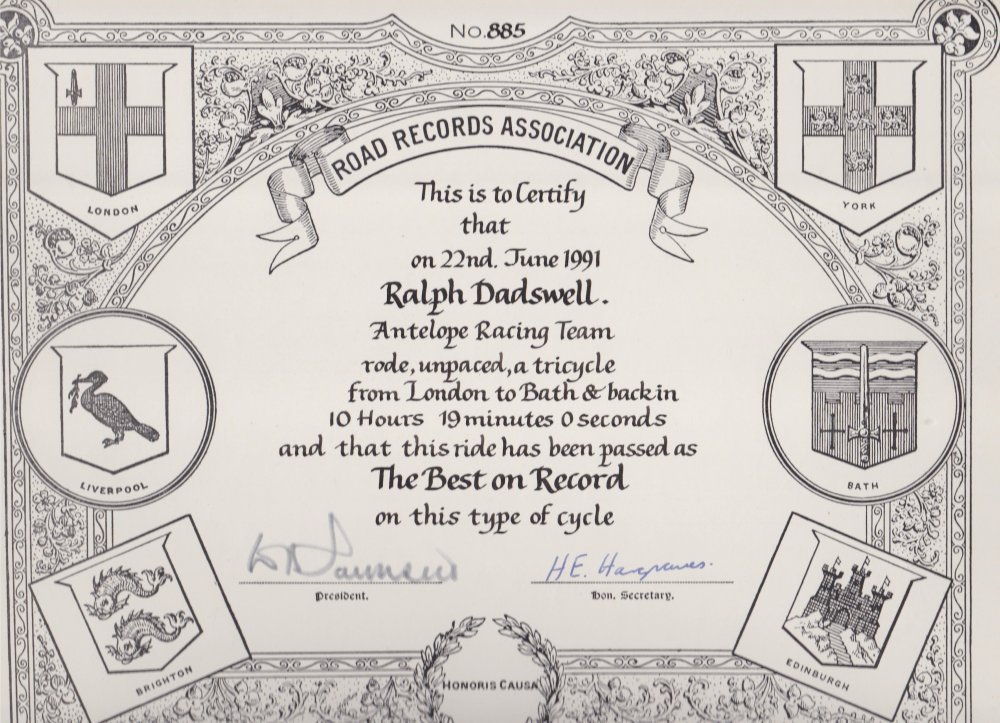 No. 885
ROAD RECORDS ASSOCIATION
LONDON
YORK
This is to Certify
that
on 22nd. June 1991
Ralph Dadswell.
Antelope Racing Team
rode, unpaced, a tricycle
from London to Bath & back in
10 Hours 19 minutes 0 seconds
and that this ride has been passed as
The Best on Record
on this type of cycle
LIVERPOOL
BATH
H.E. Hargraves.
President.
Hon. Secretary.
BRIGHTON
EDINBURGH
HONORIS CAUSA